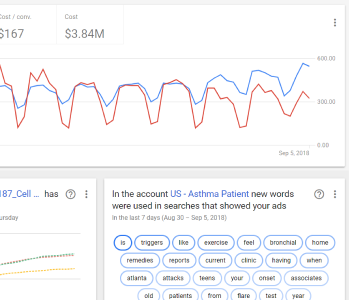 Cost / conv.
Cost
$167
$3.84M
600.00
300.00
0.00
Sep 5, 2018
187_Cell ... has
ursday
In the account US - Asthma Patient new words
were used in searches that showed your ads
In the last 7 days (Aug 30 – Sep 5, 2018)
is triggers like exercise feel bronchial home
remedies reports current clinic having when
atlanta attacks teens your onset associates
old patients from flare test year